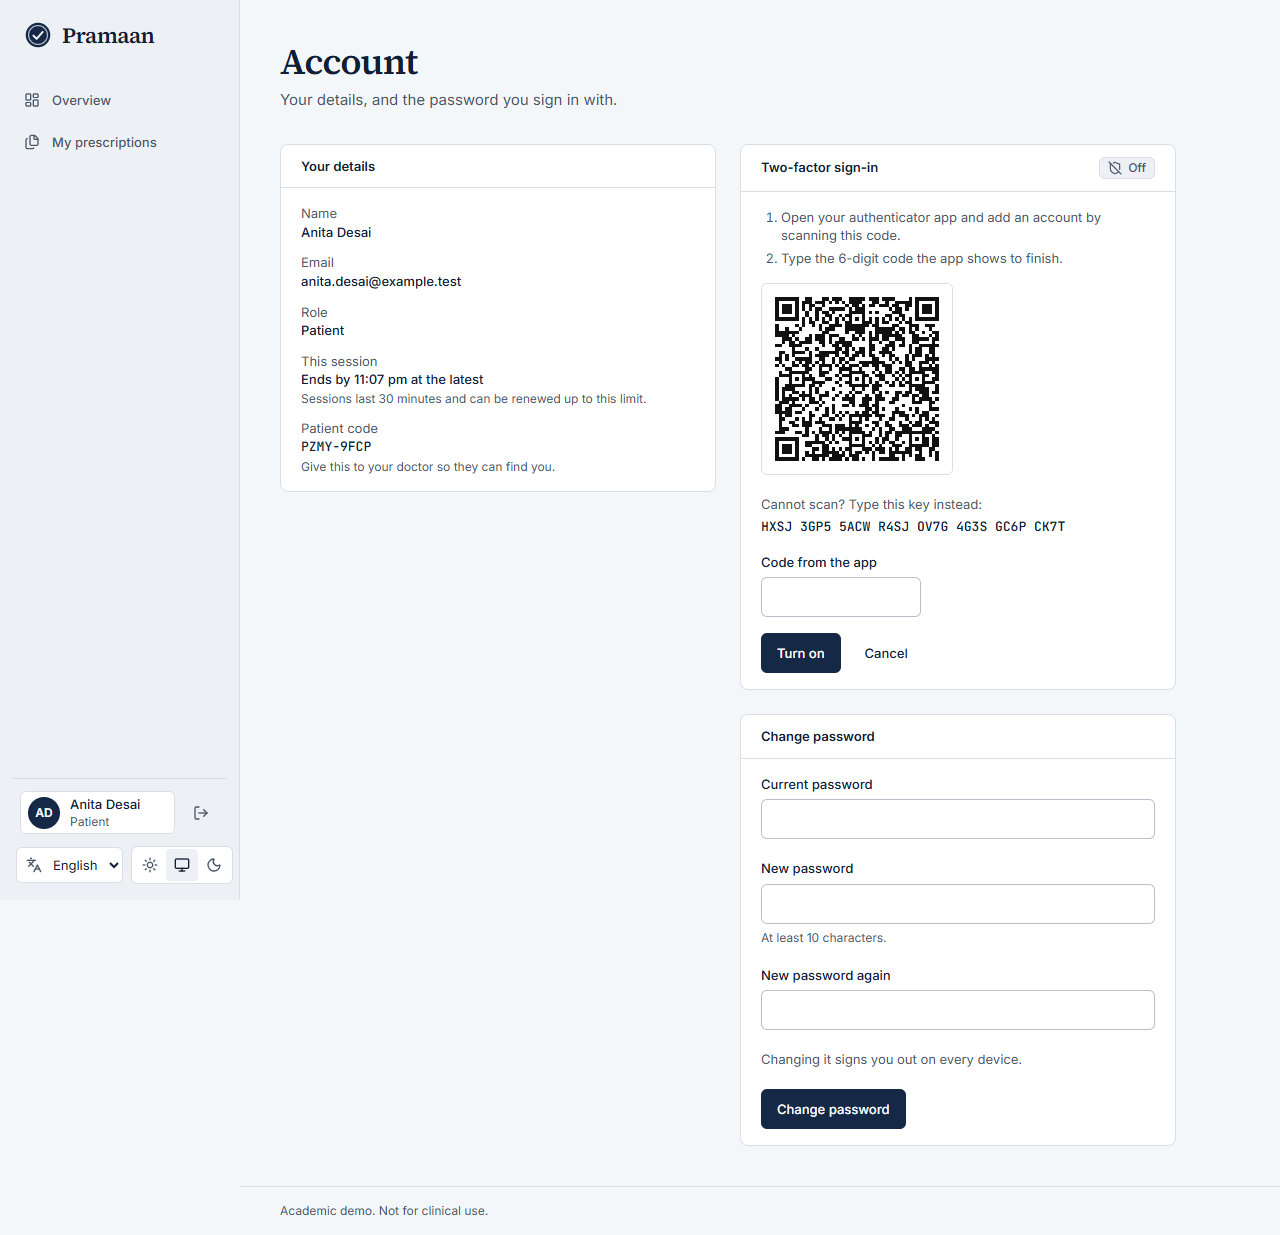 Pramaan
Overview
My prescriptions
Account
Your details, and the password you sign in with.
Your details
Name
Anita Desai
Email
anita.desai@example.test
Role
Patient
This session
Ends by 11:07 pm at the latest
Sessions last 30 minutes and can be renewed up to this limit.
Patient code
PZMY-9FCP
Give this to your doctor so they can find you.
Two-factor sign-in
Off
1. Open your authenticator app and add an account by
scanning this code.
2. Type the 6-digit code the app shows to finish.
Cannot scan? Type this key instead:
HXSJ 3GP5 5ACW R4SJ OV7G 4G3S GC6P CK7T
Code from the app
Turn on
Cancel
Change password
Current password
New password
At least 10 characters.
New password again
Changing it signs you out on every device.
Change password
AD
Anita Desai
Patient
English
Academic demo. Not for clinical use.